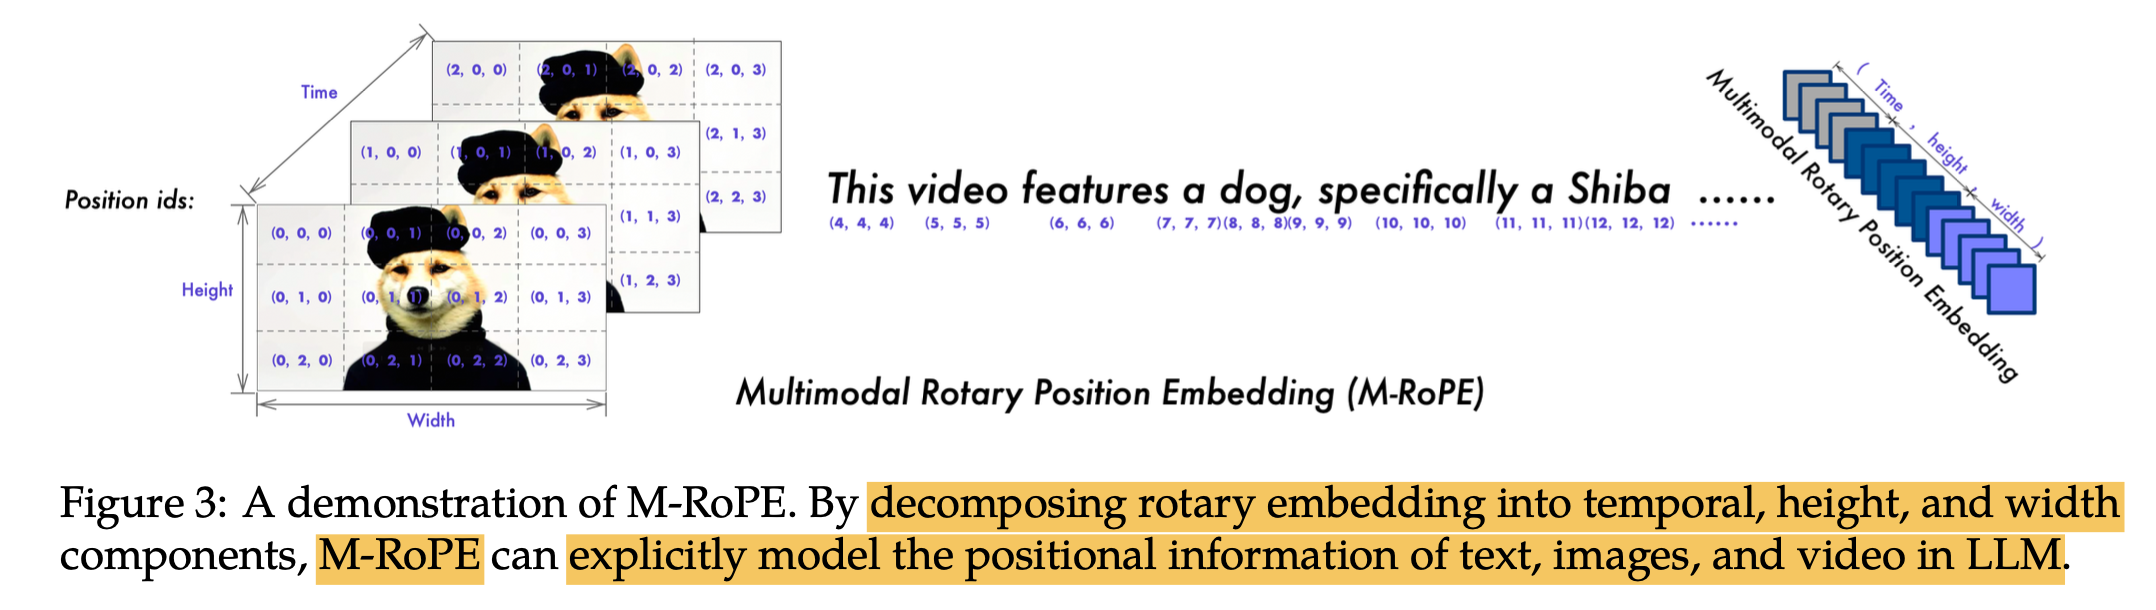 Time
(2, 0, 0) (2, 0, 1) (2, 0, 2) (2, 0, 3)
(2, 1, 3)
(2, 2, 3)
(1, 0, 0) (1, 0, 1) (1, 0, 2) (1, 0, 3)
(1, 1, 3)
(1, 2, 3)
Position ids:
Height
(0, 0, 0) (0, 0, 1) (0, 0, 2) (0, 0, 3)
(0, 1, 0) (0, 1, 1) (0, 1, 2) (0, 1, 3)
(0, 2, 0) (0, 2, 1) (0, 2, 2) (0, 2, 3)
Width
This video features a dog, specifically a Shiba ......
(4, 4, 4) (5, 5, 5) (6, 6, 6) (7, 7, 7) (8, 8, 8) (9, 9, 9) (10, 10, 10) (11, 11, 11) (12, 12, 12) ......
( Time , height , width )
Multimodal Rotary Position Embedding
Multimodal Rotary Position Embedding (M-RoPE)
Figure 3: A demonstration of M-RoPE. By decomposing rotary embedding into temporal, height, and width
components, M-RoPE can explicitly model the positional information of text, images, and video in LLM.